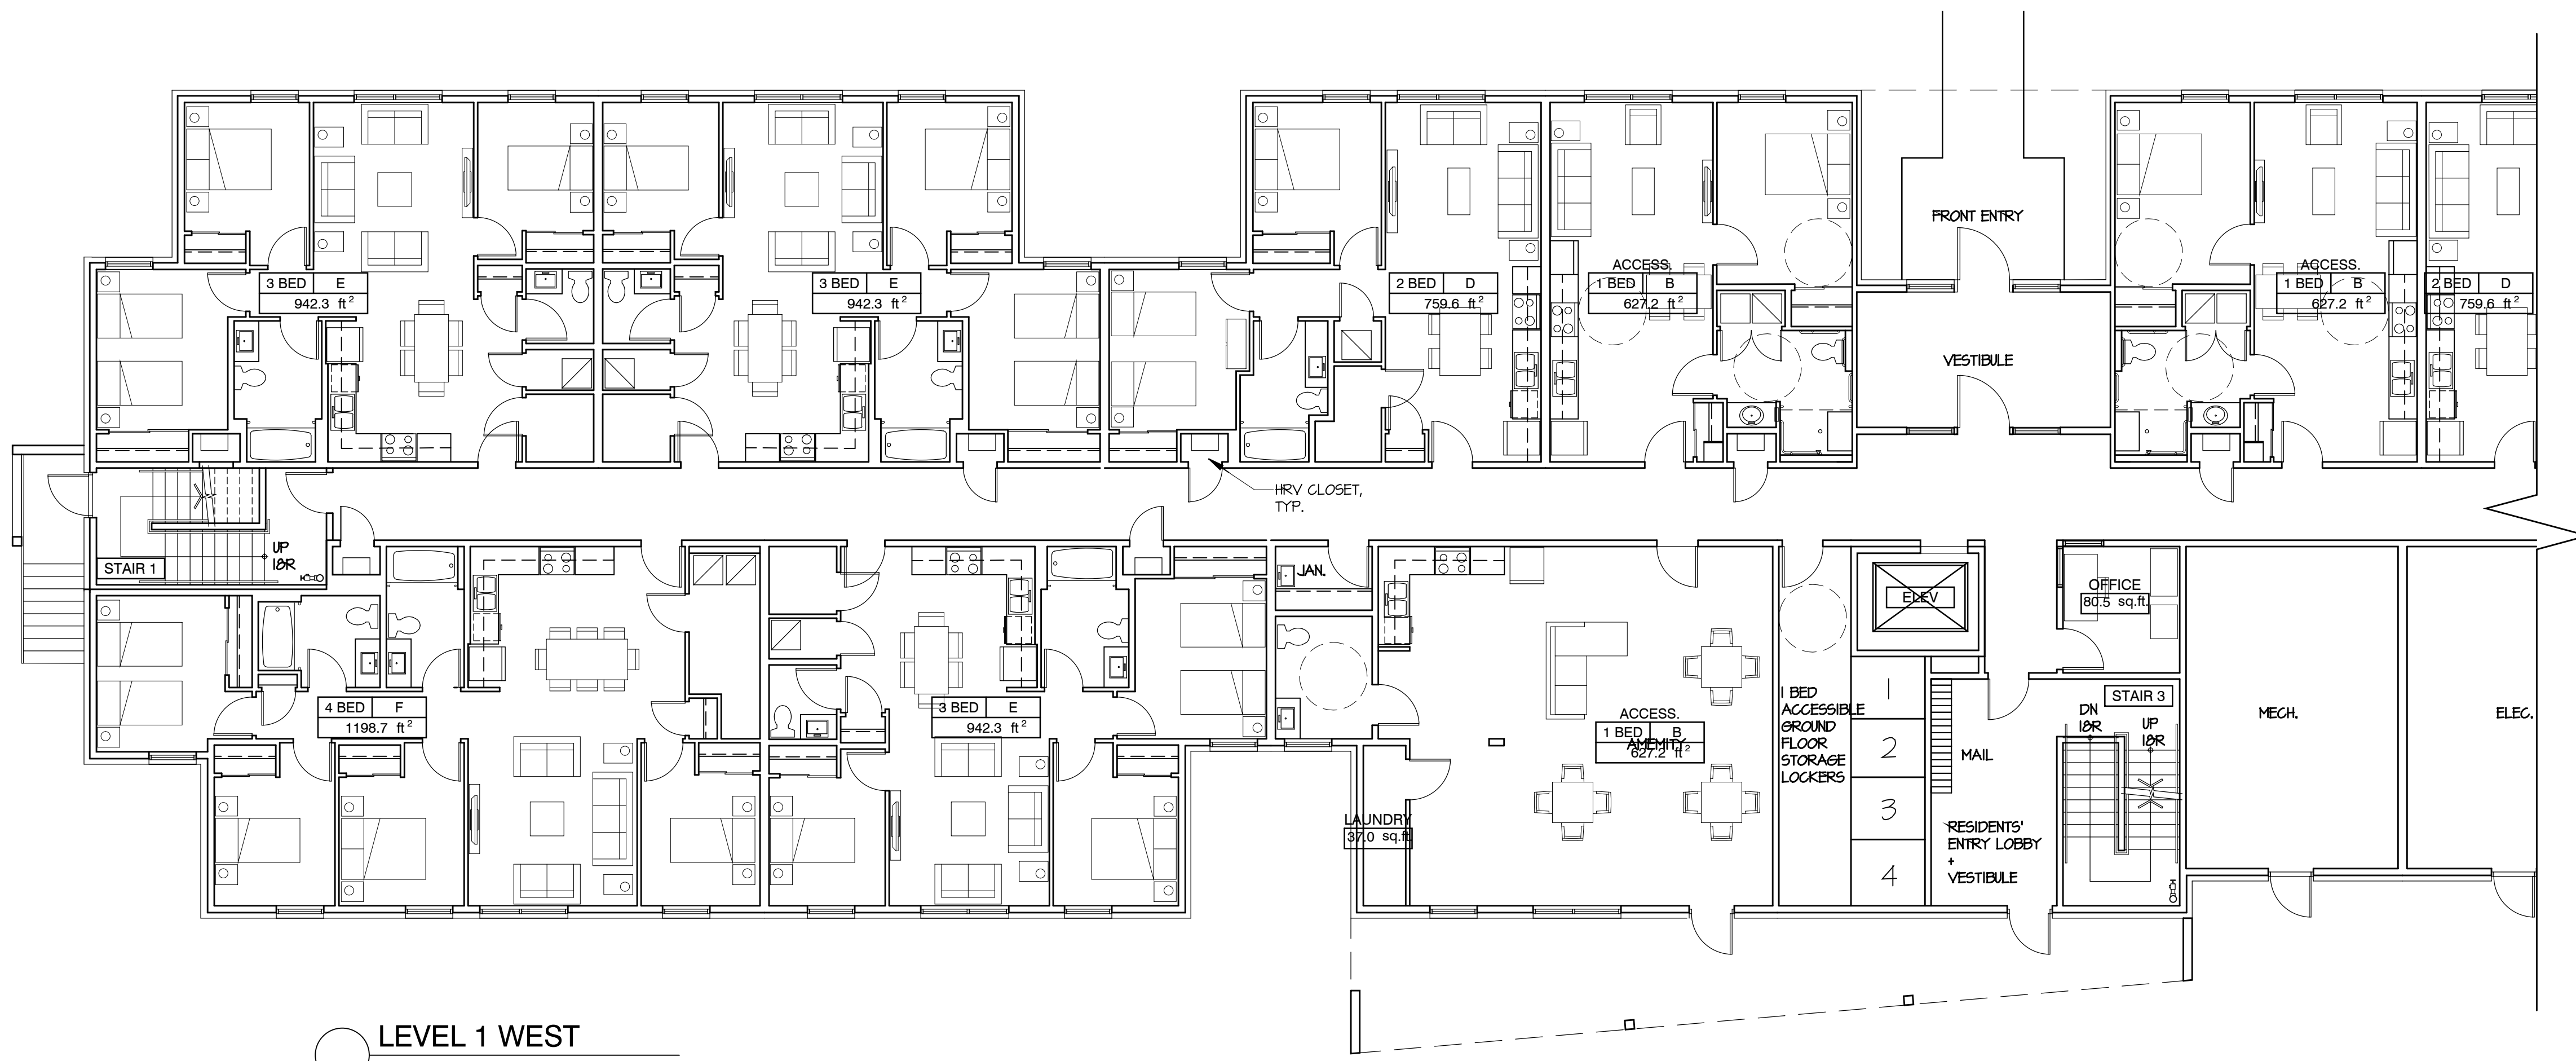 FRONT ENTRY
3 BED E
942.3 ft²
3 BED E
942.3 ft²
2 BED D
759.6 ft²
ACCESS.
1 BED B
627.2 ft²
ACCESS.
1 BED B
627.2 ft²
2 BED D
759.6 ft²
VESTIBULE
HRV CLOSET,
TYP.
UP
18R
STAIR 1
JAN.
ELEV
OFFICE
80.5 sq.ft.
4 BED F
1198.7 ft²
3 BED E
942.3 ft²
ACCESS.
1 BED B
AMEMITY
627.2 ft²
1 BED
ACCESSIBLE
GROUND
FLOOR
STORAGE
LOCKERS
1
2
3
4
STAIR 3
DN
18R
UP
18R
MECH.
ELEC.
MAIL
LAUNDRY
37.0 sq.ft.
RESIDENTS'
ENTRY LOBBY
+
VESTIBULE
LEVEL 1 WEST